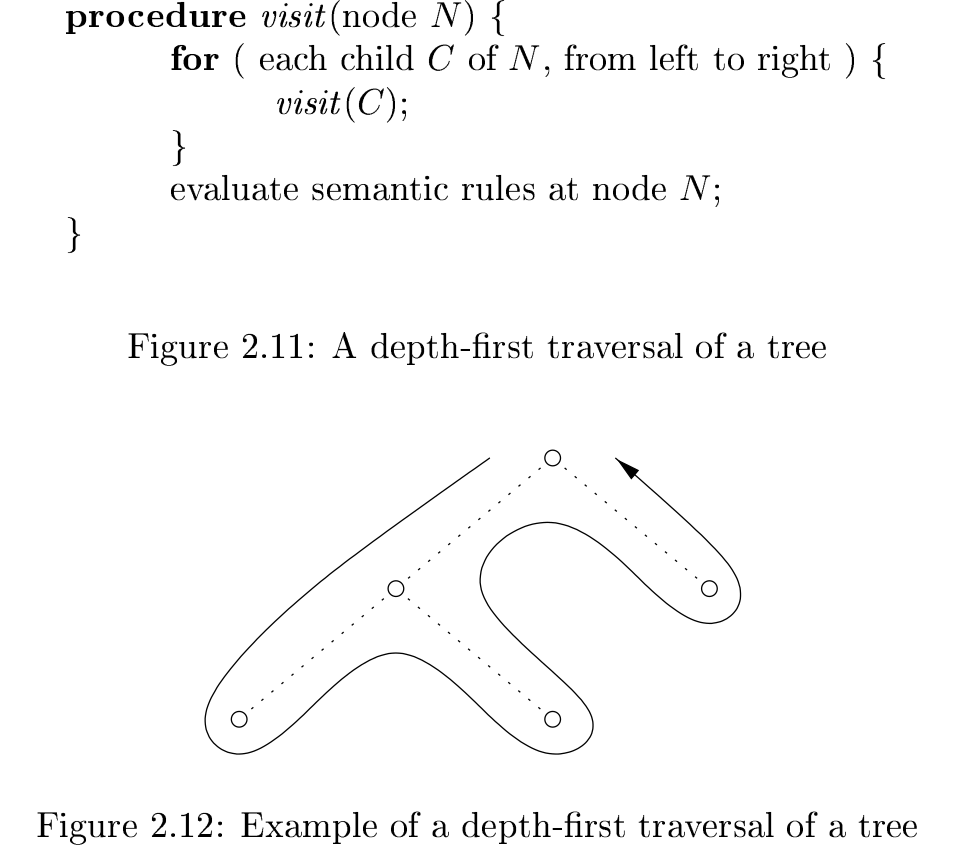 procedure visit(node N) {
for ( each child C of N, from left to right ) {
visit(C);
}
evaluate semantic rules at node N;
}
Figure 2.11: A depth-first traversal of a tree
Figure 2.12: Example of a depth-first traversal of a tree